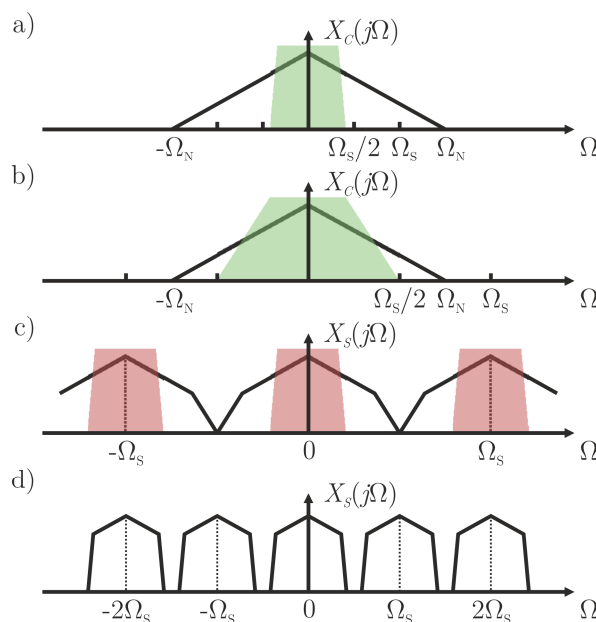 a)
X_C(jΩ)
-Ω_N Ω_S/2 Ω_S Ω_N Ω
b)
X_C(jΩ)
-Ω_N Ω_S/2 Ω_N Ω_S Ω
c)
X_S(jΩ)
-Ω_S 0 Ω_S Ω
d)
X_S(jΩ)
-2Ω_S -Ω_S 0 Ω_S 2Ω_S Ω